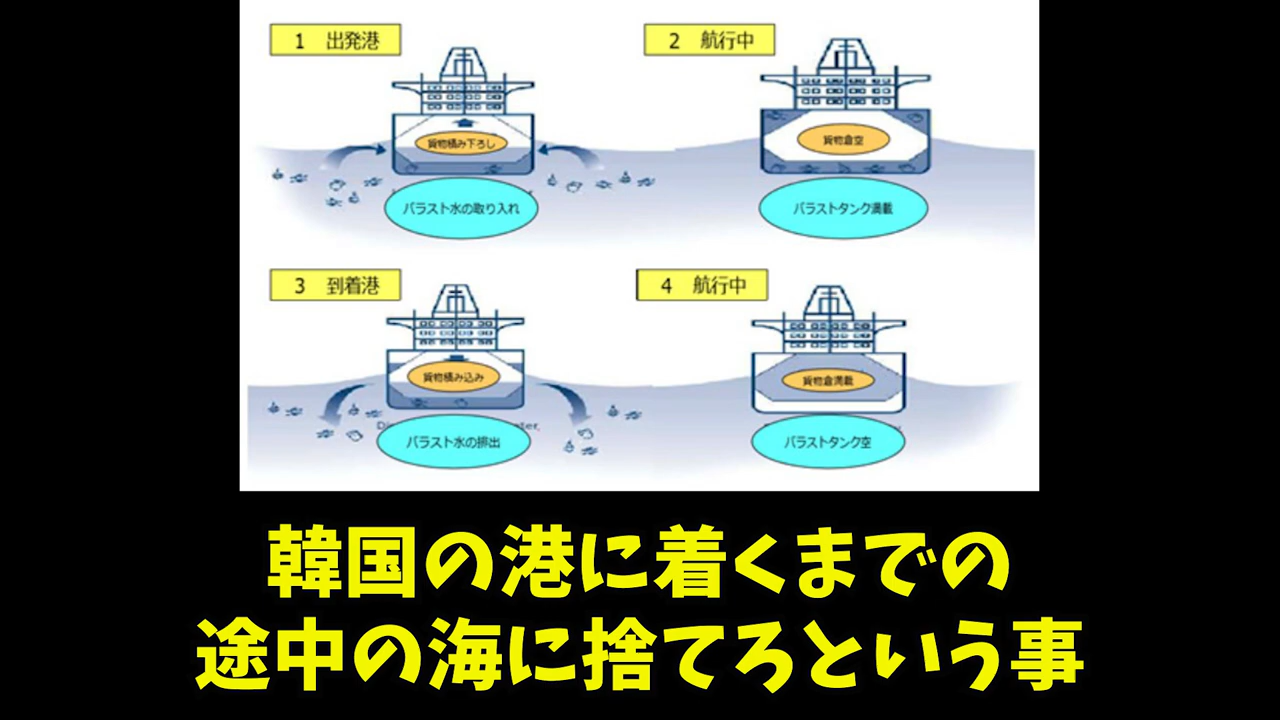 1 出発港
2 航行中
貨物積み下ろし
貨物倉空
バラスト水の取り入れ
バラストタンク満載
3 到着港
4 航行中
貨物積み込み
貨物倉満載
バラスト水の排出
バラストタンク空
韓国の港に着くまでの
途中の海に捨てろという事